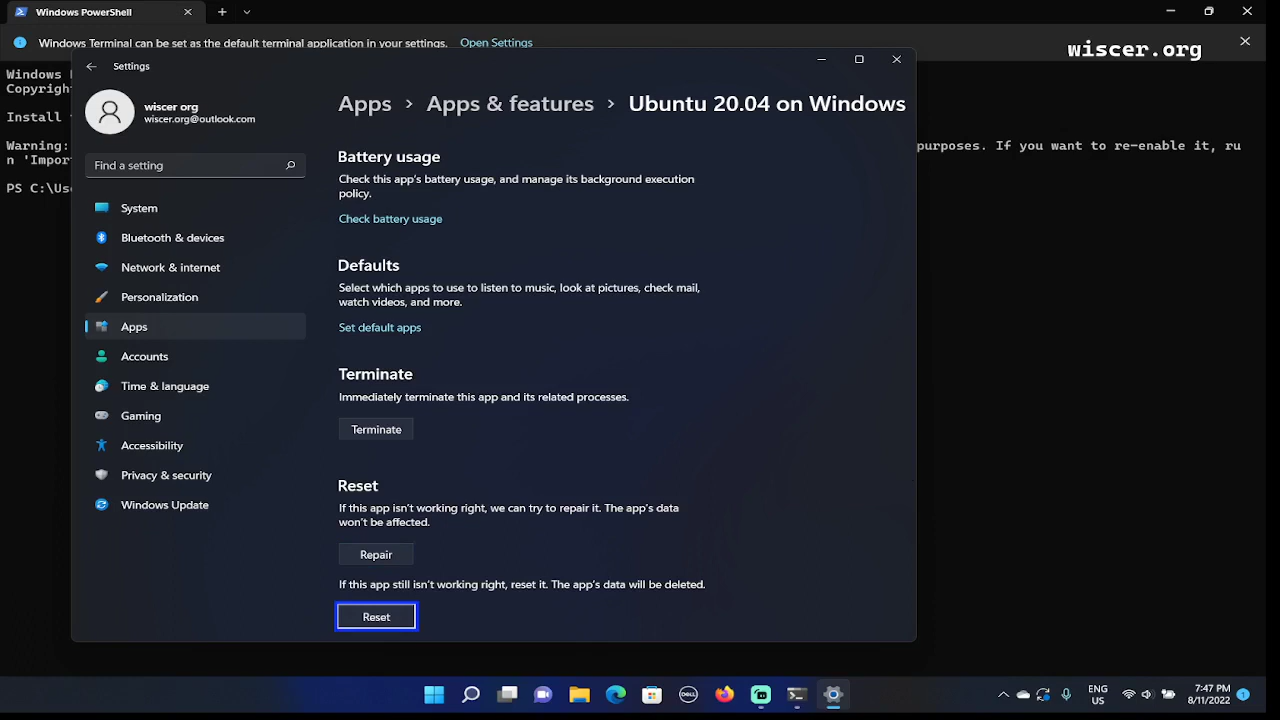 Windows PowerShell
Windows Terminal can be set as the default terminal application in your settings. Open Settings
wiscer.org
Windows
Copyright
Install
Warning: purposes. If you want to re-enable it, ru
n 'Impor
PS C:\Us
Settings
wiscer org
wiscer.org@outlook.com
Find a setting
System
Bluetooth & devices
Network & internet
Personalization
Apps
Accounts
Time & language
Gaming
Accessibility
Privacy & security
Windows Update
Apps > Apps & features > Ubuntu 20.04 on Windows
Battery usage
Check this app's battery usage, and manage its background execution
policy.
Check battery usage
Defaults
Select which apps to use to listen to music, look at pictures, check mail,
watch videos, and more.
Set default apps
Terminate
Immediately terminate this app and its related processes.
Terminate
Reset
If this app isn't working right, we can try to repair it. The app's data
won't be affected.
Repair
If this app still isn't working right, reset it. The app's data will be deleted.
Reset
DELL
ENG
US
7:47 PM
8/11/2022
1